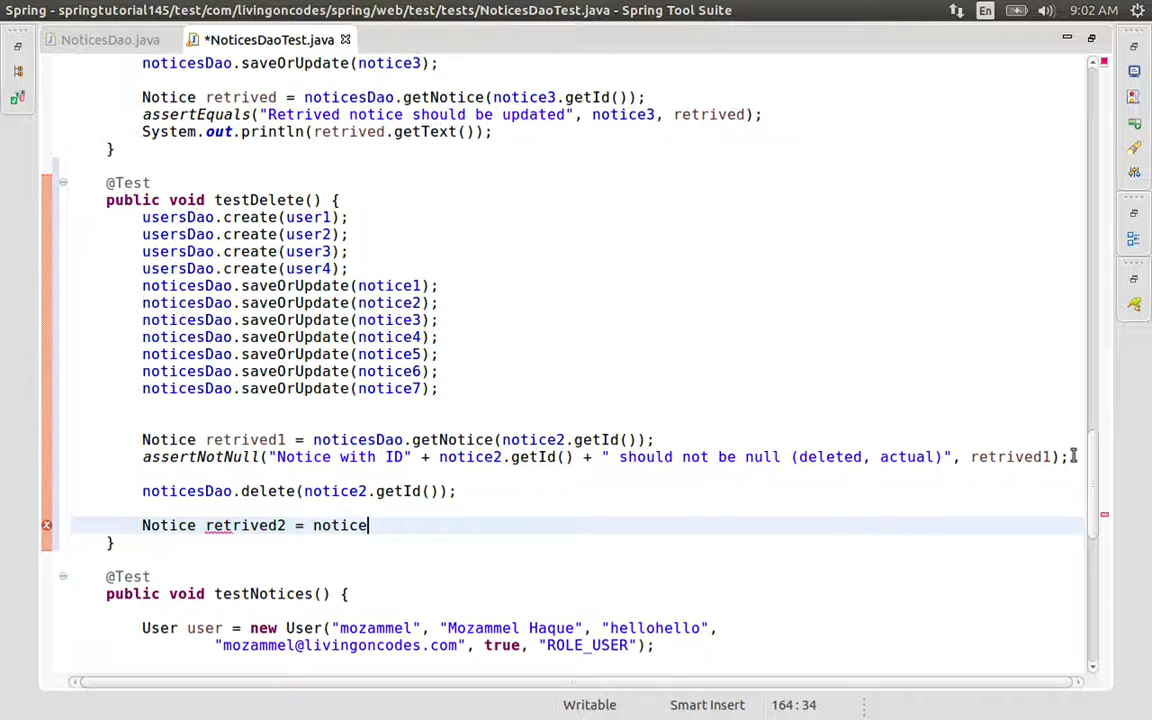 Spring - springtutorial145/test/com/livingoncodes/spring/web/test/tests/NoticesDaoTest.java - Spring Tool Suite
En
9:02 AM
NoticesDao.java
*NoticesDaoTest.java
noticesDao.saveOrUpdate(notice3);
Notice retrived = noticesDao.getNotice(notice3.getId());
assertEquals("Retrived notice should be updated", notice3, retrived);
System.out.println(retrived.getText());
}
@Test
public void testDelete() {
usersDao.create(user1);
usersDao.create(user2);
usersDao.create(user3);
usersDao.create(user4);
noticesDao.saveOrUpdate(notice1);
noticesDao.saveOrUpdate(notice2);
noticesDao.saveOrUpdate(notice3);
noticesDao.saveOrUpdate(notice4);
noticesDao.saveOrUpdate(notice5);
noticesDao.saveOrUpdate(notice6);
noticesDao.saveOrUpdate(notice7);
Notice retrived1 = noticesDao.getNotice(notice2.getId());
assertNotNull("Notice with ID" + notice2.getId() + " should not be null (deleted, actual)", retrived1);
noticesDao.delete(notice2.getId());
Notice retrived2 = notice
}
@Test
public void testNotices() {
User user = new User("mozammel", "Mozammel Haque", "hellohello",
"mozammel@livingoncodes.com", true, "ROLE_USER");
Writable
Smart Insert
164 : 34